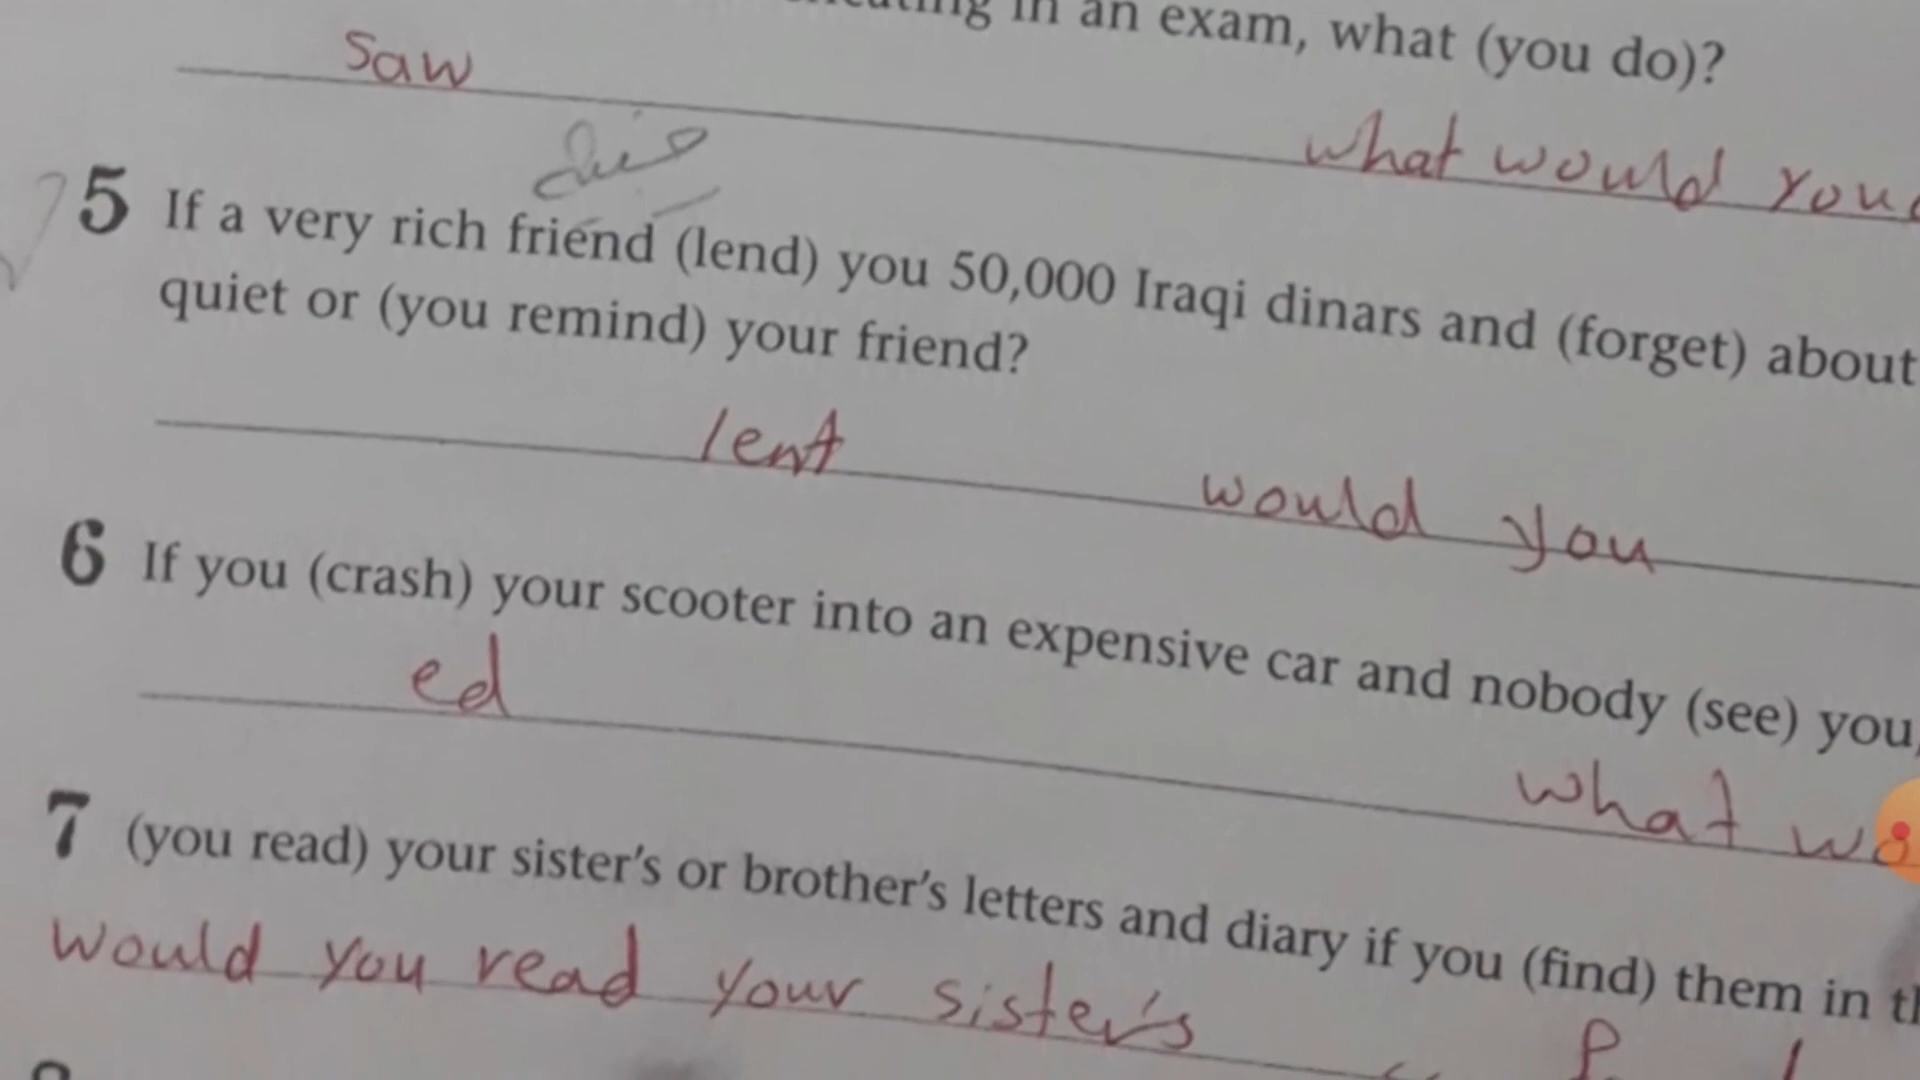 in an exam, what (you do)?
saw
what would you
5 If a very rich friend (lend) you 50,000 Iraqi dinars and (forget) about
quiet or (you remind) your friend?
lent would you
6 If you (crash) your scooter into an expensive car and nobody (see) you,
ed
what
7 (you read) your sister's or brother's letters and diary if you (find) them in
would you read your sister's